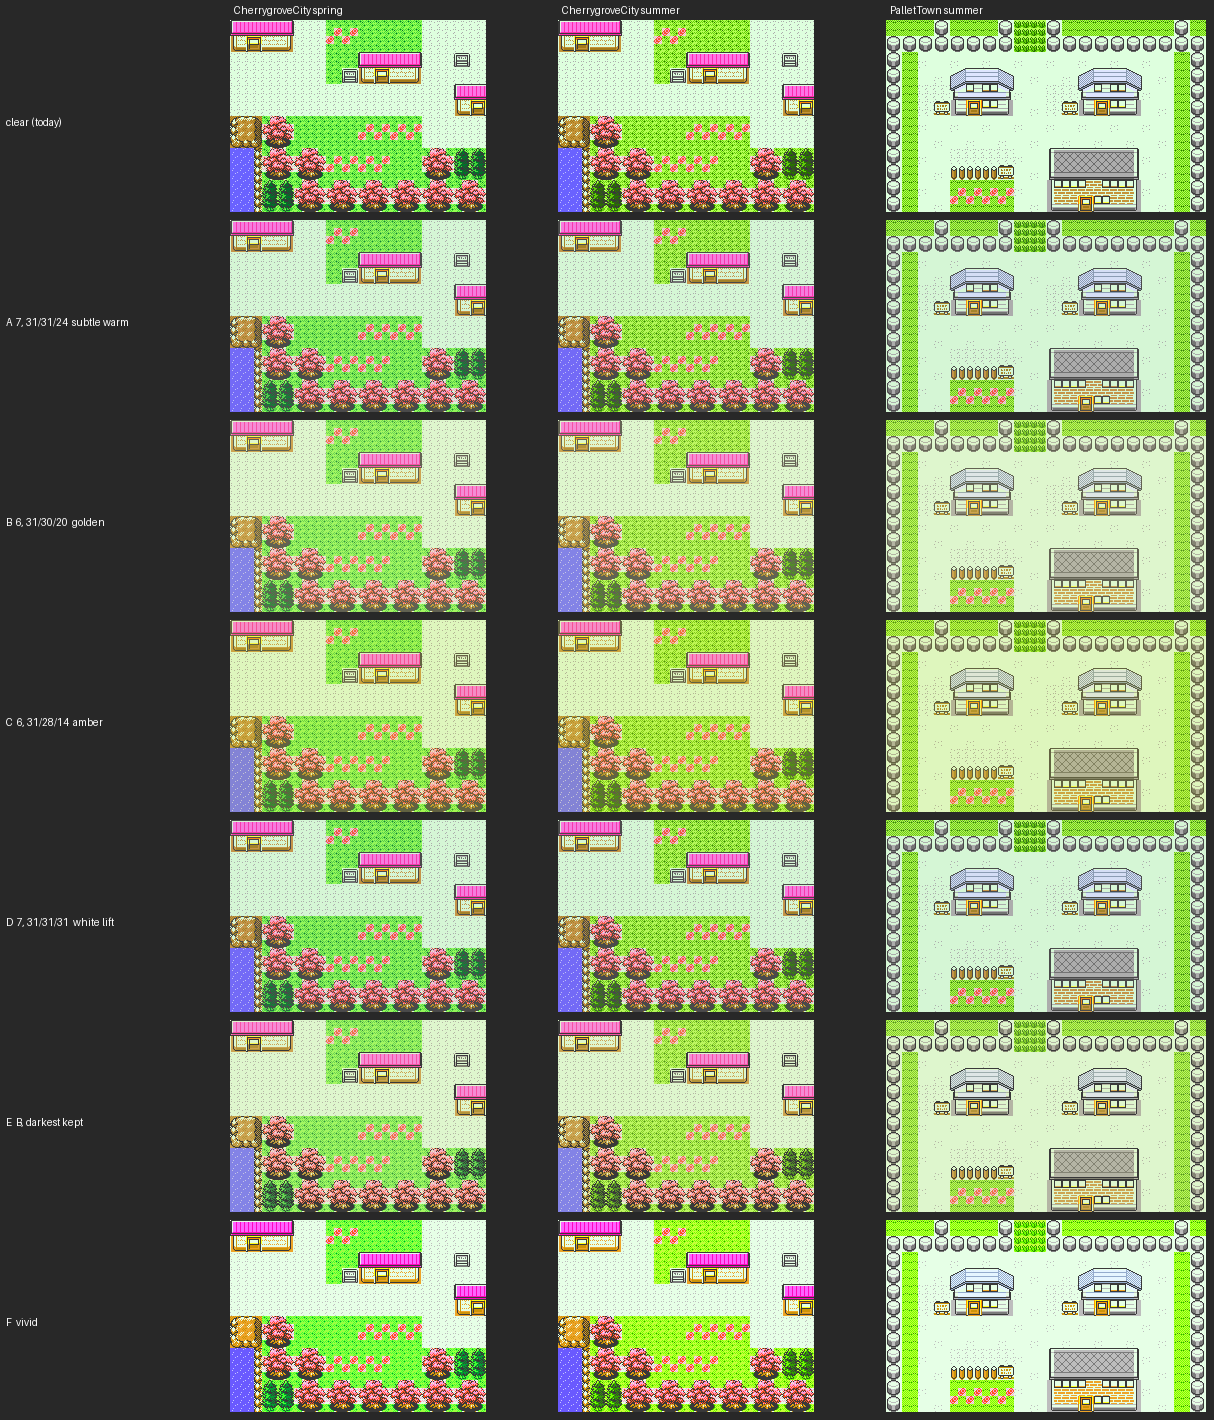 CherrygroveCity spring
CherrygroveCity summer
PalletTown summer
clear (today)
A 7, 31/31/24 subtle warm
B 6, 31/30/20 golden
C 6, 31/28/14 amber
D 7, 31/31/31 white lift
E B, darkest kept
F vivid